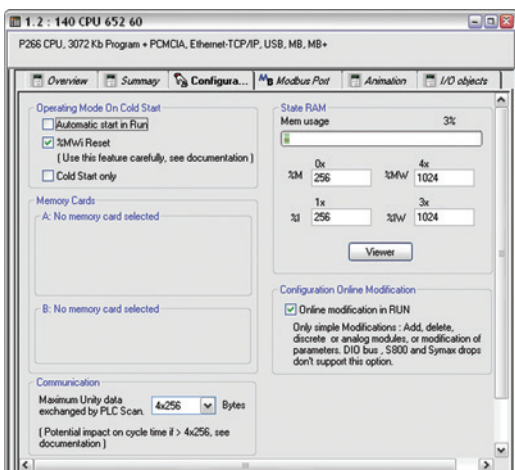 1.2 : 140 CPU 652 60
P266 CPU, 3072 Kb Program + PCMCIA, Ethernet-TCP/IP, USB, MB, MB+
Overview
Summary
Configura...
MB Modbus Port
Animation
I/O objects
Operating Mode On Cold Start
Automatic start in Run
%MWi Reset
( Use this feature carefully, see documentation )
Cold Start only
Memory Cards
A: No memory card selected
B: No memory card selected
Communication
Maximum Unity data
exchanged by PLC Scan. 4x256 Bytes
( Potential impact on cycle time if > 4x256, see
documentation )
State RAM
Mem usage 3%
0x 4x
%M 256 %MW 1024
1x 3x
%I 256 %IW 1024
Viewer
Configuration Online Modification
Online modification in RUN
Only simple Modifications : Add, delete,
discrete or analog modules, or modification of
parameters. DIO bus , S800 and Symax drops
don't support this option.